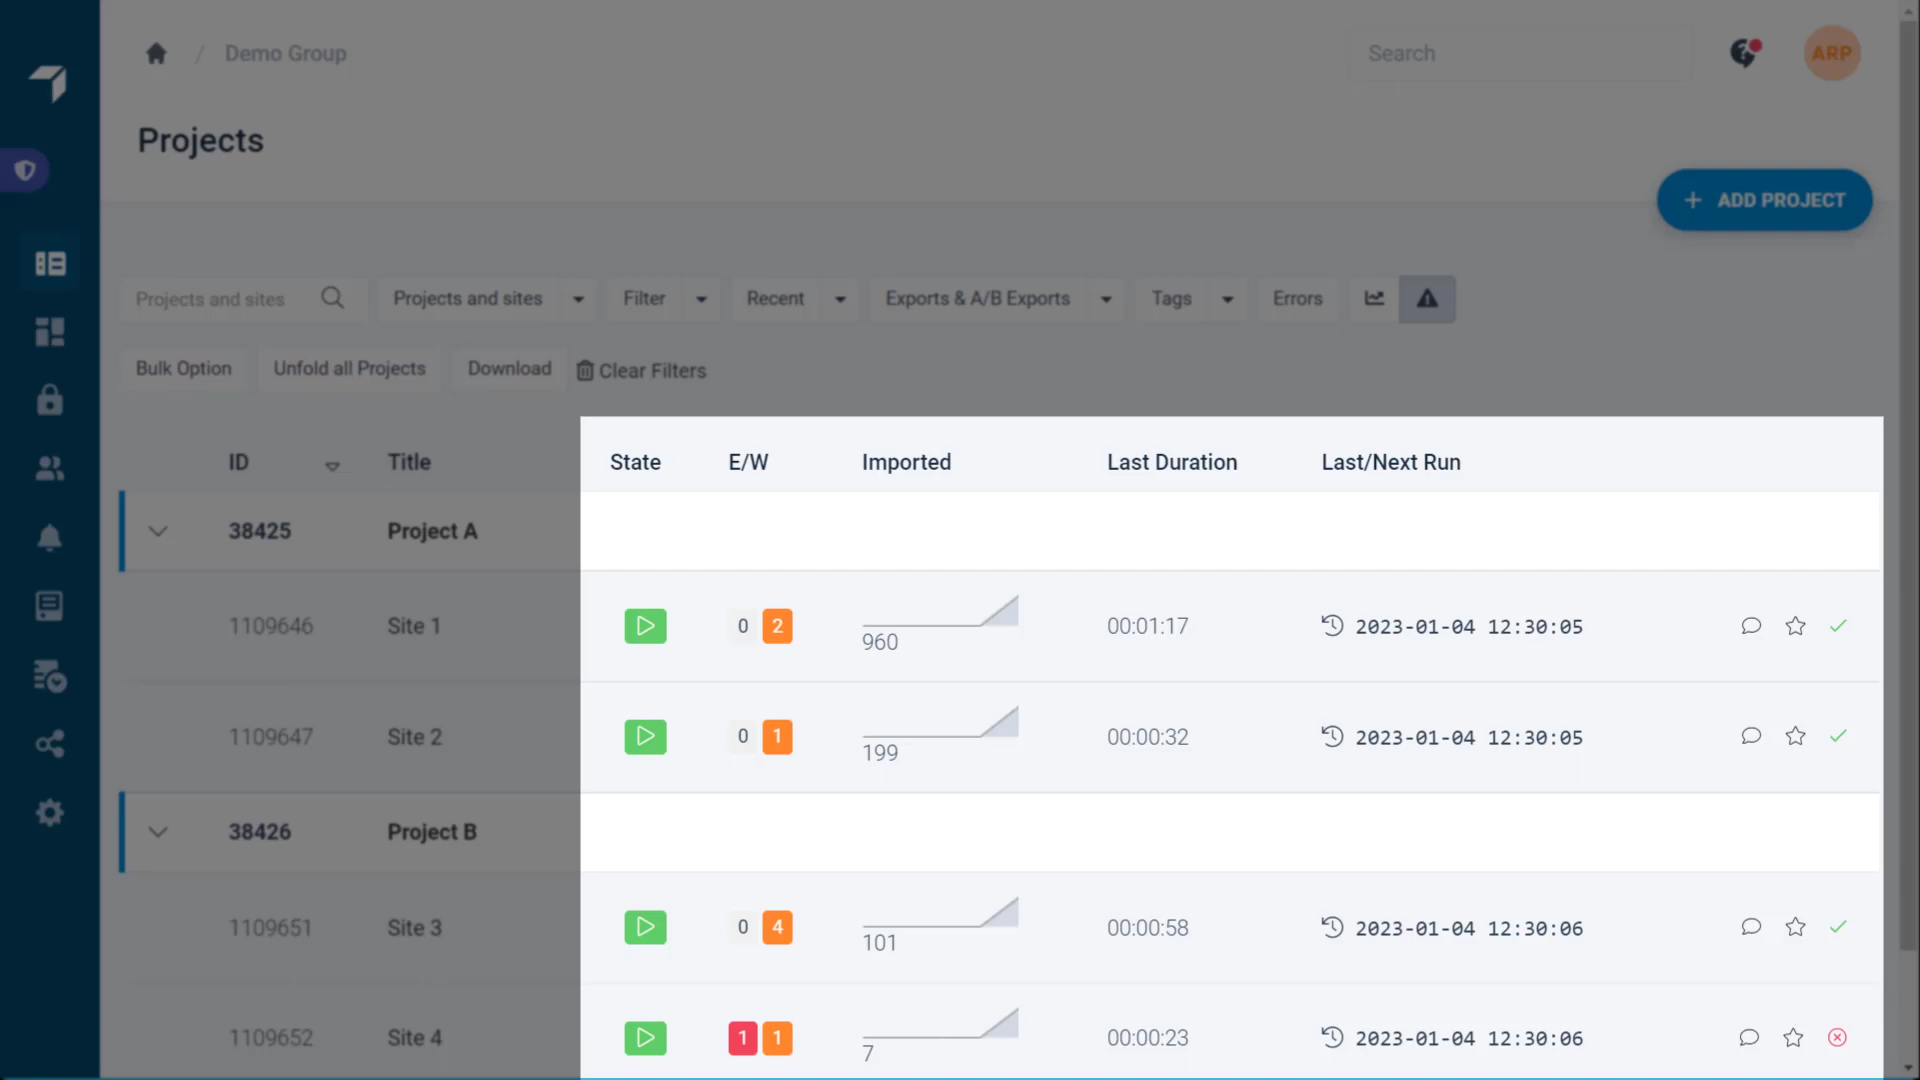 Demo Group
Search
ARP
Projects
+ ADD PROJECT
Projects and sites
Projects and sites
Filter
Recent
Exports & A/B Exports
Tags
Errors
Bulk Option
Unfold all Projects
Download
Clear Filters
ID Title State E/W Imported Last Duration Last/Next Run
38425 Project A
1109646 Site 1 0 2 960 00:01:17 2023-01-04 12:30:05
1109647 Site 2 0 1 199 00:00:32 2023-01-04 12:30:05
38426 Project B
1109651 Site 3 0 4 101 00:00:58 2023-01-04 12:30:06
1109652 Site 4 1 1 7 00:00:23 2023-01-04 12:30:06